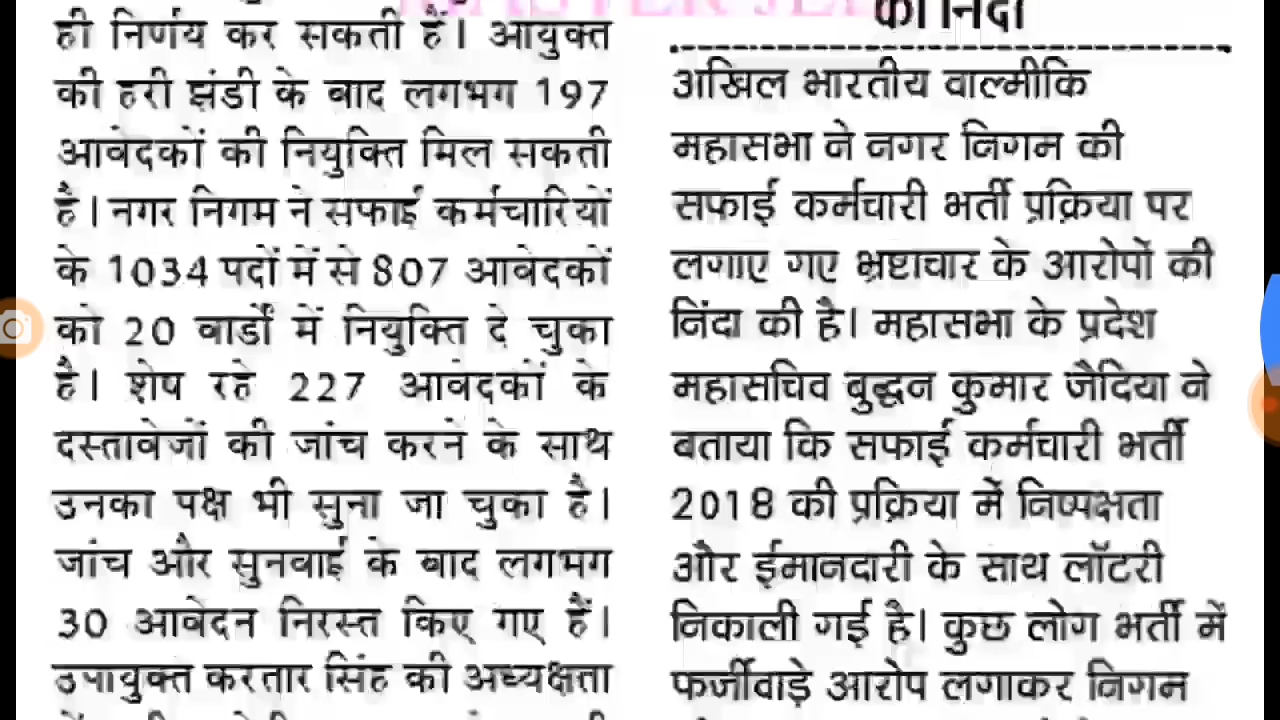 ही निर्णय कर सकती हैं। आयुक्त
की हरी झंडी के बाद लगभग 197
आवेदकों की नियुक्ति मिल सकती
है। नगर निगम ने सफाई कर्मचारियों
के 1034 पदों में से 807 आवेदकों
को 20 वार्डों में नियुक्ति दे चुका
है। शेष रहे 227 आवेदकों के
दस्तावेजों की जांच करने के साथ
उनका पक्ष भी सुना जा चुका है।
जांच और सुनवाई के बाद लगभग
30 आवेदन निरस्त किए गए हैं।
उपायुक्त करतार सिंह की अध्यक्षता
की निंदा
अखिल भारतीय वाल्मीकि
महासभा ने नगर निगम की
सफाई कर्मचारी भर्ती प्रक्रिया पर
लगाए गए भ्रष्टाचार के आरोपों की
निंदा की है। महासभा के प्रदेश
महासचिव बुद्धन कुमार जैदिया ने
बताया कि सफाई कर्मचारी भर्ती
2018 की प्रक्रिया में निष्पक्षता
और ईमानदारी के साथ लॉटरी
निकाली गई है। कुछ लोग भर्ती में
फर्जीवाड़े आरोप लगाकर निगम